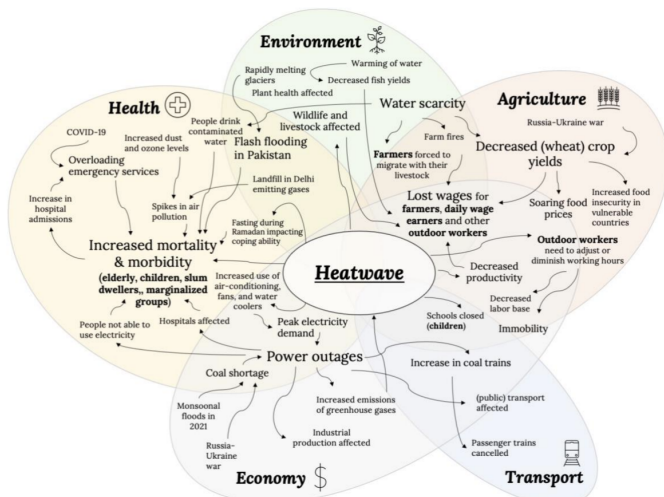 Environment
Rapidly melting
glaciers
Warming of water
Decreased fish yields
Plant health affected
Health
Wildlife and
livestock affected
Water scarcity
Agriculture
COVID-19
Increased dust
and ozone levels
People drink
contaminated
water
Flash flooding
in Pakistan
Farm fires
Russia-Ukraine war
Overloading
emergency services
Farmers forced to
migrate with their
livestock
Decreased (wheat) crop
yields
Landfill in Delhi
emitting gases
Increase in
hospital
admissions
Spikes in air
pollution
Lost wages for
farmers, daily wage
earners and other
outdoor workers
Soaring food
prices
Increased food
insecurity in
vulnerable
countries
Fasting during
Ramadan impacting
coping ability
Increased mortality
& morbidity
(elderly, children, slum
dwellers,, marginalized
groups)
Heatwave
Outdoor workers
need to adjust or
diminish working hours
Increased use of
air-conditioning,
fans, and water
coolers
Decreased
productivity
Decreased
labor base
People not able to
use electricity
Hospitals affected
Peak electricity
demand
Schools closed
(children)
Immobility
Power outages
Increase in coal trains
Coal shortage
Monsoonal
floods in
2021
Increased emissions
of greenhouse gases
(public) transport
affected
Russia-
Ukraine
war
Industrial
production affected
Passenger trains
cancelled
Economy $
Transport